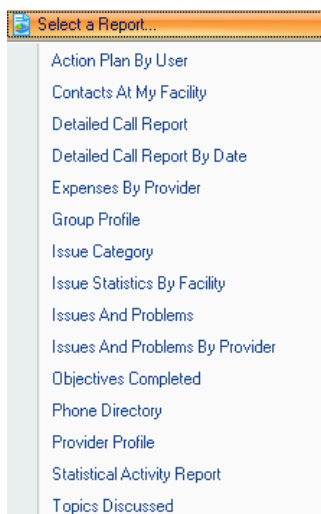 Select a Report...
Action Plan By User
Contacts At My Facility
Detailed Call Report
Detailed Call Report By Date
Expenses By Provider
Group Profile
Issue Category
Issue Statistics By Facility
Issues And Problems
Issues And Problems By Provider
Objectives Completed
Phone Directory
Provider Profile
Statistical Activity Report
Topics Discussed